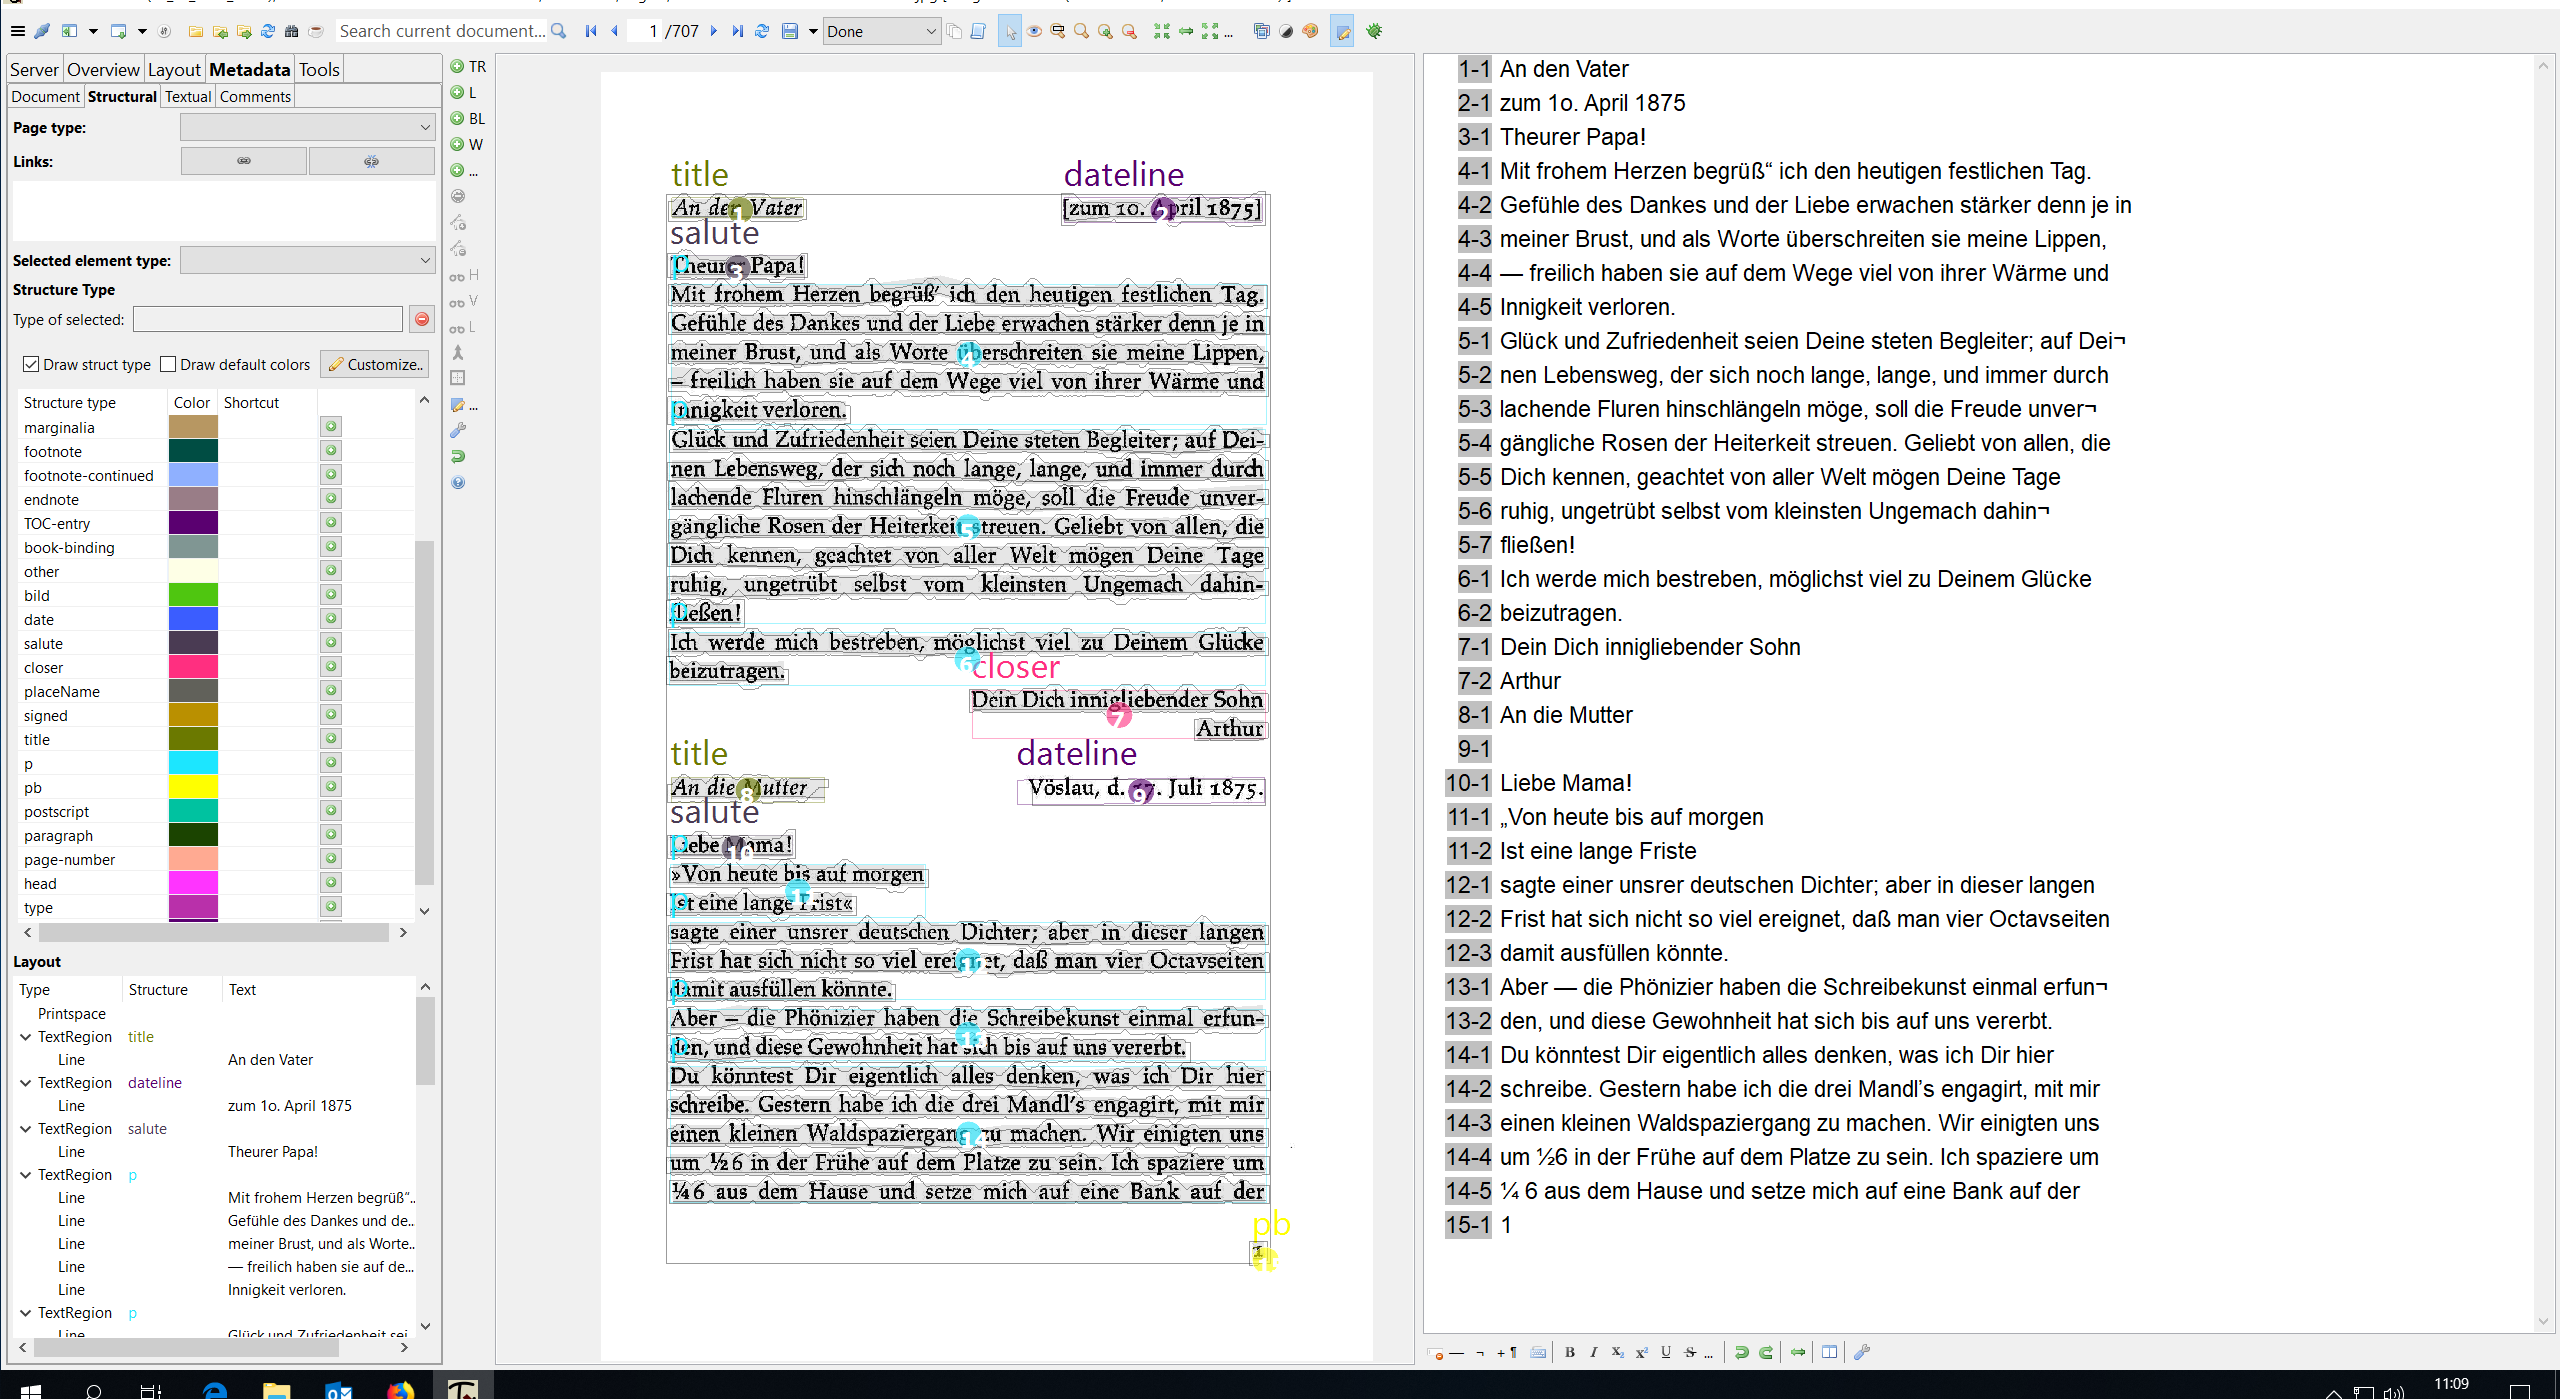 Search current document...
1 /707
Done
Server Overview Layout Metadata Tools
Document Structural Textual Comments
Page type:
Links:
Selected element type:
Structure Type
Type of selected:
Draw struct type Draw default colors Customize..
Structure type Color Shortcut
marginalia
footnote
footnote-continued
endnote
TOC-entry
book-binding
other
bild
date
salute
closer
placeName
signed
title
p
pb
postscript
paragraph
page-number
head
type
Layout
Type Structure Text
Printspace
TextRegion title
Line An den Vater
TextRegion dateline
Line zum 1o. April 1875
TextRegion salute
Line Theurer Papa!
TextRegion p
Line Mit frohem Herzen begrüß“..
Line Gefühle des Dankes und de...
Line meiner Brust, und als Worte..
Line — freilich haben sie auf de...
Line Innigkeit verloren.
TextRegion p
Line Glück und Zufriedenheit sei
TR
L
BL
W
...
H
V
L
...
title dateline
An den Vater [zum 10. April 1875]
salute
Theurer Papa!
Mit frohem Herzen begrüß’ ich den heutigen festlichen Tag.
Gefühle des Dankes und der Liebe erwachen stärker denn je in
meiner Brust, und als Worte überschreiten sie meine Lippen,
– freilich haben sie auf dem Wege viel von ihrer Wärme und
Innigkeit verloren.
Glück und Zufriedenheit seien Deine steten Begleiter; auf Dei-
nen Lebensweg, der sich noch lange, lange, und immer durch
lachende Fluren hinschlängeln möge, soll die Freude unver-
gängliche Rosen der Heiterkeit streuen. Geliebt von allen, die
Dich kennen, geachtet von aller Welt mögen Deine Tage
ruhig, ungetrübt selbst vom kleinsten Ungemach dahin-
fließen!
Ich werde mich bestreben, möglichst viel zu Deinem Glücke
beizutragen.
closer
Dein Dich innigliebender Sohn
Arthur
title dateline
An die Mutter Vöslau, d. Juli 1875.
salute
Liebe Mama!
»Von heute bis auf morgen
Ist eine lange Frist«
sagte einer unsrer deutschen Dichter; aber in dieser langen
Frist hat sich nicht so viel ereignet, daß man vier Octavseiten
damit ausfüllen könnte.
Aber – die Phönizier haben die Schreibekunst einmal erfun-
den, und diese Gewohnheit hat sich bis auf uns vererbt.
Du könntest Dir eigentlich alles denken, was ich Dir hier
schreibe. Gestern habe ich die drei Mandl’s engagirt, mit mir
einen kleinen Waldspaziergang zu machen. Wir einigten uns
um ½6 in der Frühe auf dem Platze zu sein. Ich spaziere um
¼6 aus dem Hause und setze mich auf eine Bank auf der
pb
1
1-1 An den Vater
2-1 zum 1o. April 1875
3-1 Theurer Papa!
4-1 Mit frohem Herzen begrüß“ ich den heutigen festlichen Tag.
4-2 Gefühle des Dankes und der Liebe erwachen stärker denn je in
4-3 meiner Brust, und als Worte überschreiten sie meine Lippen,
4-4 — freilich haben sie auf dem Wege viel von ihrer Wärme und
4-5 Innigkeit verloren.
5-1 Glück und Zufriedenheit seien Deine steten Begleiter; auf Dei¬
5-2 nen Lebensweg, der sich noch lange, lange, und immer durch
5-3 lachende Fluren hinschlängeln möge, soll die Freude unver¬
5-4 gängliche Rosen der Heiterkeit streuen. Geliebt von allen, die
5-5 Dich kennen, geachtet von aller Welt mögen Deine Tage
5-6 ruhig, ungetrübt selbst vom kleinsten Ungemach dahin¬
5-7 fließen!
6-1 Ich werde mich bestreben, möglichst viel zu Deinem Glücke
6-2 beizutragen.
7-1 Dein Dich innigliebender Sohn
7-2 Arthur
8-1 An die Mutter
9-1
10-1 Liebe Mama!
11-1 „Von heute bis auf morgen
11-2 Ist eine lange Friste
12-1 sagte einer unsrer deutschen Dichter; aber in dieser langen
12-2 Frist hat sich nicht so viel ereignet, daß man vier Octavseiten
12-3 damit ausfüllen könnte.
13-1 Aber — die Phönizier haben die Schreibekunst einmal erfun¬
13-2 den, und diese Gewohnheit hat sich bis auf uns vererbt.
14-1 Du könntest Dir eigentlich alles denken, was ich Dir hier
14-2 schreibe. Gestern habe ich die drei Mandl’s engagirt, mit mir
14-3 einen kleinen Waldspaziergang zu machen. Wir einigten uns
14-4 um ½6 in der Frühe auf dem Platze zu sein. Ich spaziere um
14-5 ¼ 6 aus dem Hause und setze mich auf eine Bank auf der
15-1 1
11:09